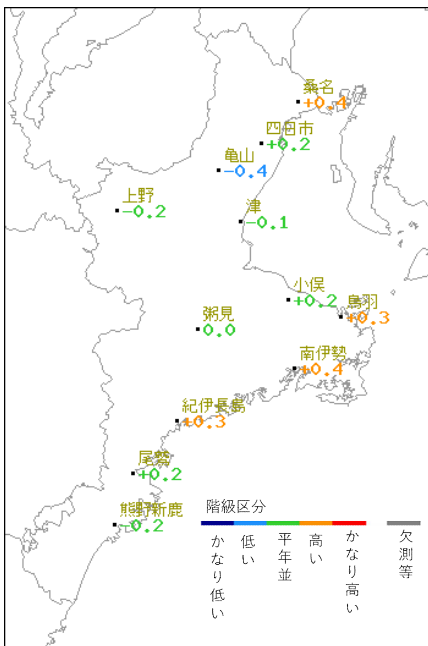 桑名
+0.4
四日市
+0.2
亀山
-0.4
上野
-0.2
津
-0.1
小俣
+0.2
鳥羽
+0.3
粥見
0.0
南伊勢
+0.4
紀伊長島
+0.3
尾鷲
+0.2
熊野新鹿
-0.2
階級区分
かなり低い
低い
平年並
高い
かなり高い
欠測等